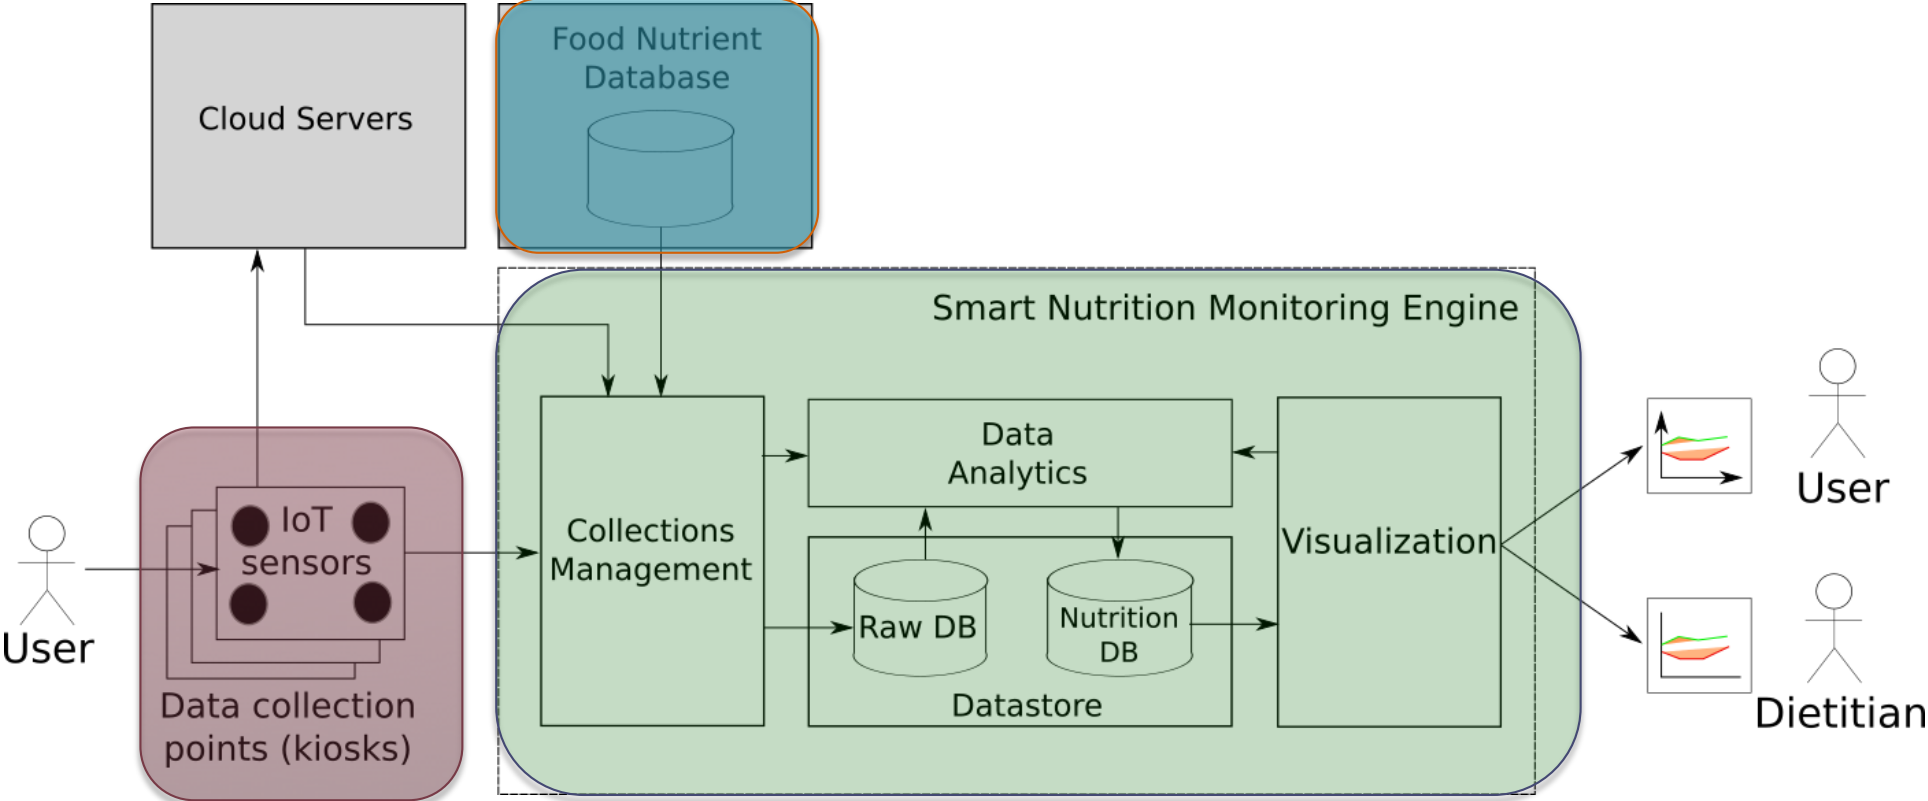 Food Nutrient
Database
Cloud Servers
Smart Nutrition Monitoring Engine
Data
Analytics
User
IoT
sensors
Collections
Management
Visualization
Raw DB
Nutrition
DB
User
Datastore
Dietitian
Data collection
points (kiosks)